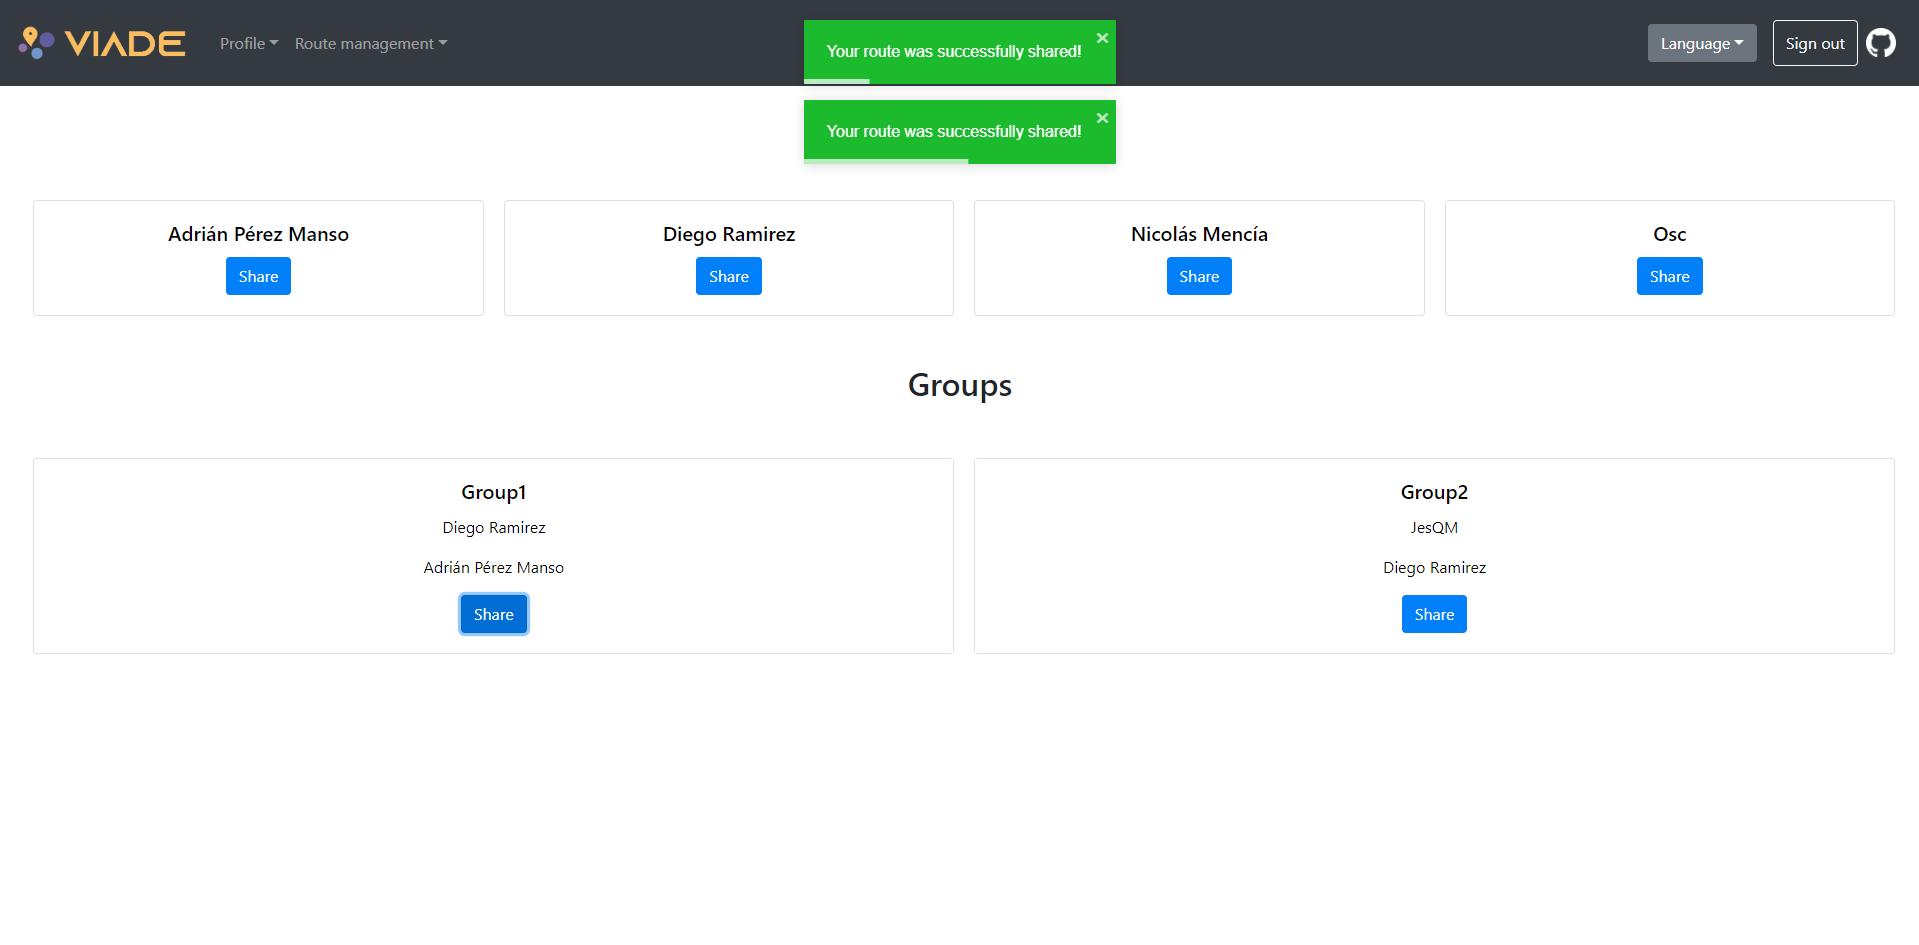 VIADE
Profile
Route management
Your route was successfully shared!
Language
Sign out
Your route was successfully shared!
Adrián Pérez Manso
Share
Diego Ramirez
Share
Nicolás Mencía
Share
Osc
Share
Groups
Group1
Diego Ramirez
Adrián Pérez Manso
Share
Group2
JesQM
Diego Ramirez
Share